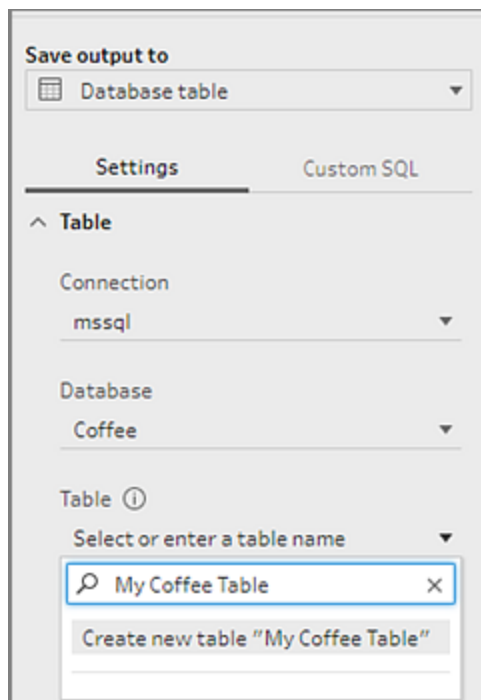 Save output to
Database table
Settings Custom SQL
Table
Connection
mssql
Database
Coffee
Table
Select or enter a table name
My Coffee Table
Create new table "My Coffee Table"